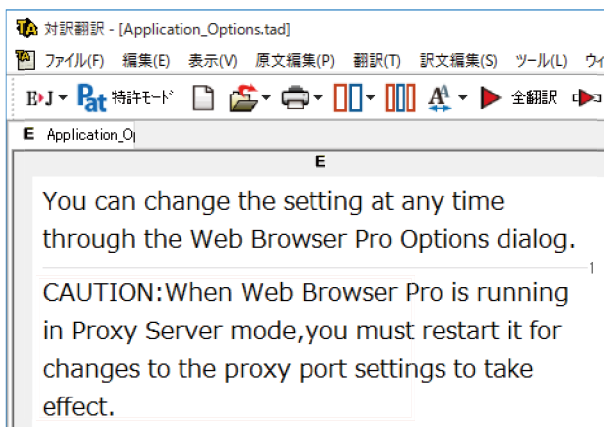 対訳翻訳 - [Application_Options.tad]
ファイル(F) 編集(E) 表示(V) 原文編集(P) 翻訳(T) 訳文編集(S) ツール(L) ウィ
E›J Pat 特許モード 全翻訳
E Application_O
E
You can change the setting at any time
through the Web Browser Pro Options dialog.
1
CAUTION:When Web Browser Pro is running
in Proxy Server mode,you must restart it for
changes to the proxy port settings to take
effect.